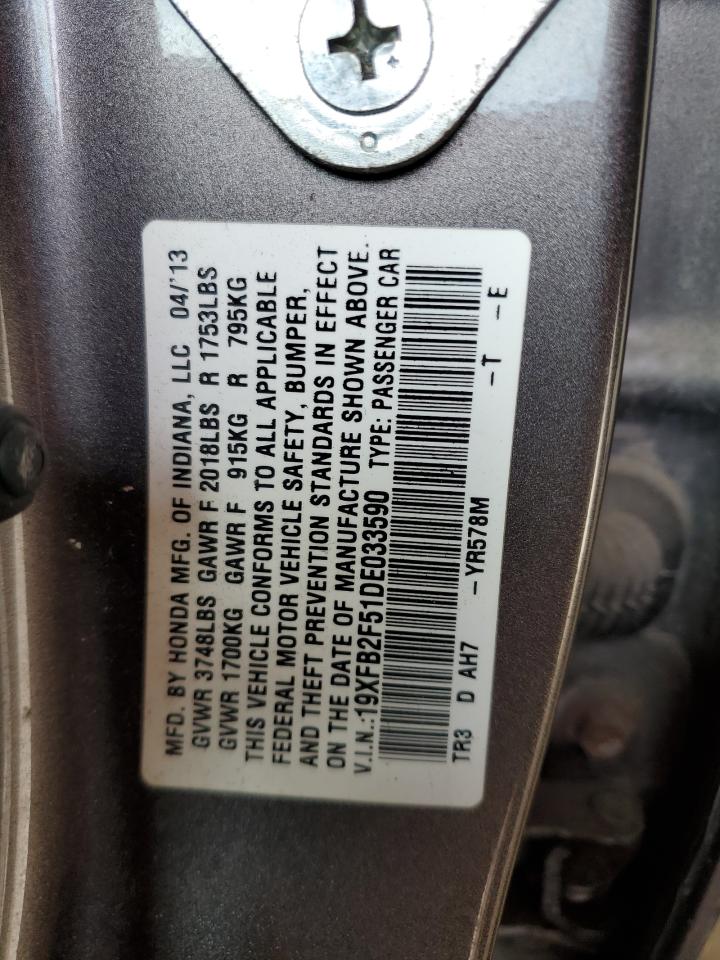 MFD. BY HONDA MFG. OF INDIANA, LLC 04/'13
GVWR 3748LBS GAWR F 2018LBS R 1753LBS
GVWR 1700KG GAWR F 915KG R 795KG
THIS VEHICLE CONFORMS TO ALL APPLICABLE
FEDERAL MOTOR VEHICLE SAFETY, BUMPER,
AND THEFT PREVENTION STANDARDS IN EFFECT
ON THE DATE OF MANUFACTURE SHOWN ABOVE.
V.I.N.:19XFB2F51DE033590 TYPE: PASSENGER CAR
TR3 D AH7 -YR578M -T -E